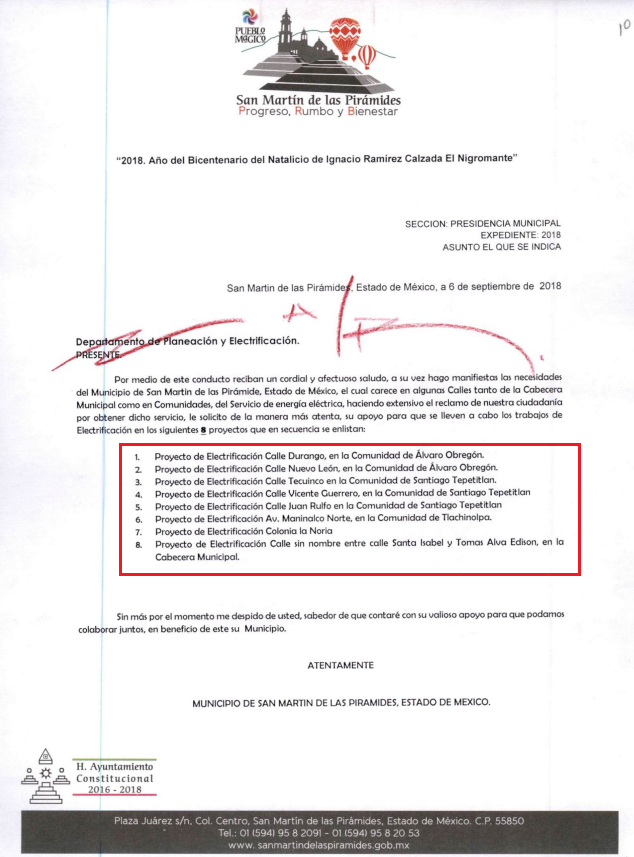 10
PUEBLO
MÁGICO
San Martín de las Pirámides
Progreso, Rumbo y Bienestar
“2018. Año del Bicentenario del Natalicio de Ignacio Ramírez Calzada El Nigromante”
SECCION: PRESIDENCIA MUNICIPAL
EXPEDIENTE: 2018
ASUNTO EL QUE SE INDICA
San Martin de las Pirámides, Estado de México, a 6 de septiembre de 2018
Departamento de Planeación y Electrificación.
PRESENTE.
Por medio de este conducto reciban un cordial y afectuoso saludo, a su vez hago manifiestas las necesidades
del Municipio de San Martin de las Pirámide, Estado de México, el cual carece en algunas Calles tanto de la Cabecera
Municipal como en Comunidades, del Servicio de energía eléctrica, haciendo extensivo el reclamo de nuestra ciudadanía
por obtener dicho servicio, le solicito de la manera más atenta, su apoyo para que se lleven a cabo los trabajos de
Electrificación en los siguientes 8 proyectos que en secuencia se enlistan:
1. Proyecto de Electrificación Calle Durango, en la Comunidad de Álvaro Obregón.
2. Proyecto de Electrificación Calle Nuevo León, en la Comunidad de Álvaro Obregón.
3. Proyecto de Electrificación Calle Tecuinco en la Comunidad de Santiago Tepetitlan.
4. Proyecto de Electrificación Calle Vicente Guerrero, en la Comunidad de Santiago Tepetitlan
5. Proyecto de Electrificación Calle Juan Rulfo en la Comunidad de Santiago Tepetitlan
6. Proyecto de Electrificación Av. Maninalco Norte, en la Comunidad de Tlachinolpa.
7. Proyecto de Electrificación Colonia la Noria
8. Proyecto de Electrificación Calle sin nombre entre calle Santa Isabel y Tomas Alva Edison, en la
Cabecera Municipal.
Sin más por el momento me despido de usted, sabedor de que contaré con su valioso apoyo para que podamos
colaborar juntos, en beneficio de este su Municipio.
ATENTAMENTE
MUNICIPIO DE SAN MARTIN DE LAS PIRAMIDES, ESTADO DE MEXICO.
H. Ayuntamiento
Constitucional
2016 - 2018
Plaza Juárez s/n, Col. Centro, San Martín de las Pirámides, Estado de México. C.P. 55850
Tel.: 01 (594) 95 8 2091 - 01 (594) 95 8 20 53
www. sanmartindelaspiramides.gob.mx